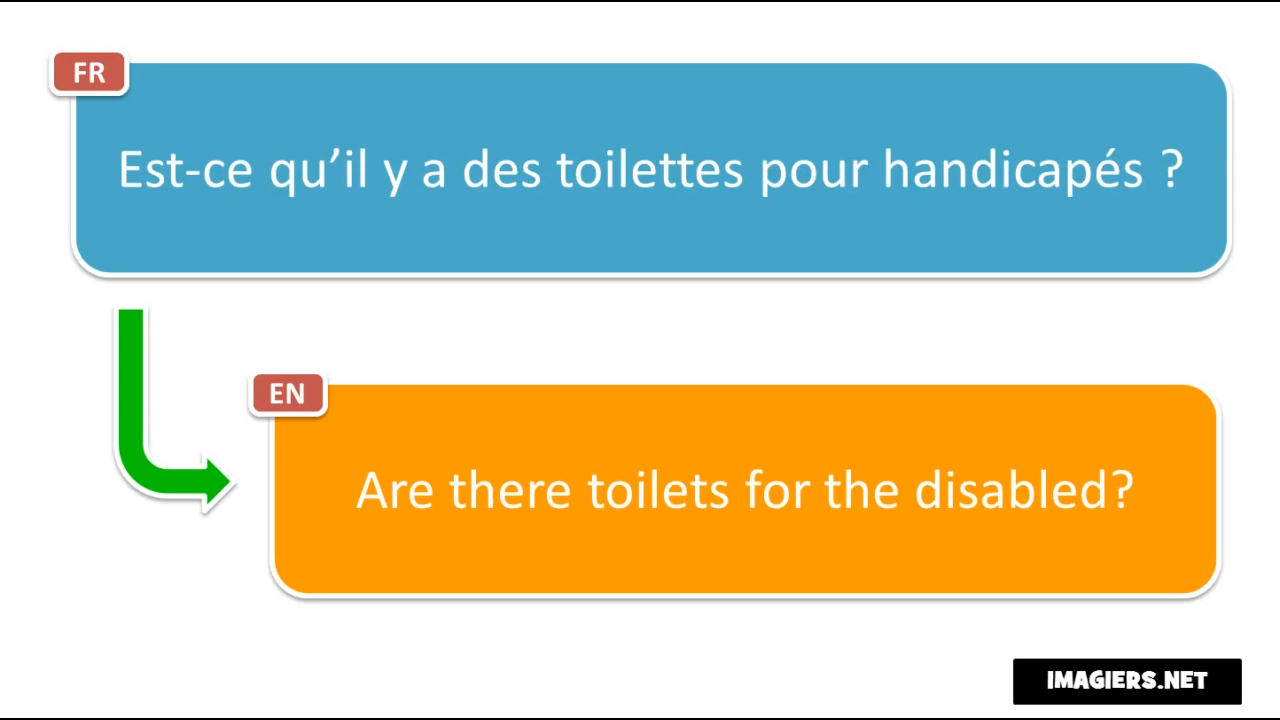 FR
Est-ce qu’il y a des toilettes pour handicapés ?
EN
Are there toilets for the disabled?
IMAGIERS.NET